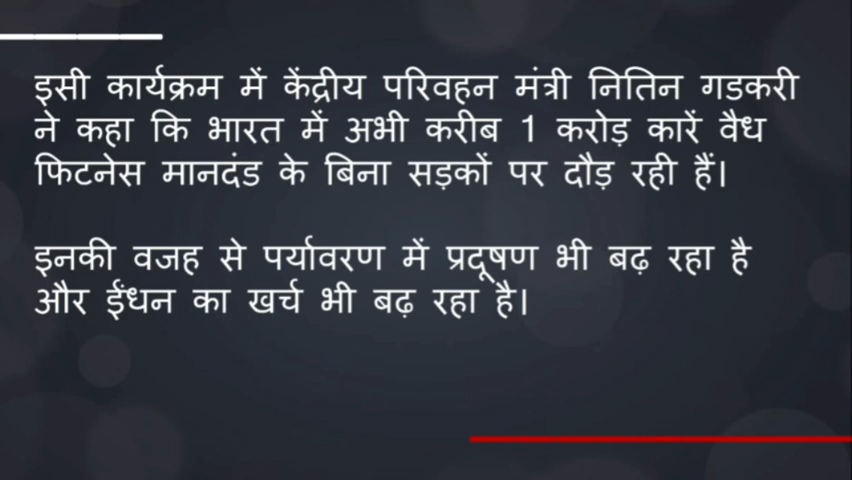 इसी कार्यक्रम में केंद्रीय परिवहन मंत्री नितिन गडकरी
ने कहा कि भारत में अभी करीब 1 करोड़ कारें वैध
फिटनेस मानदंड के बिना सड़कों पर दौड़ रही हैं।
इनकी वजह से पर्यावरण में प्रदूषण भी बढ़ रहा है
और ईंधन का खर्च भी बढ़ रहा है।